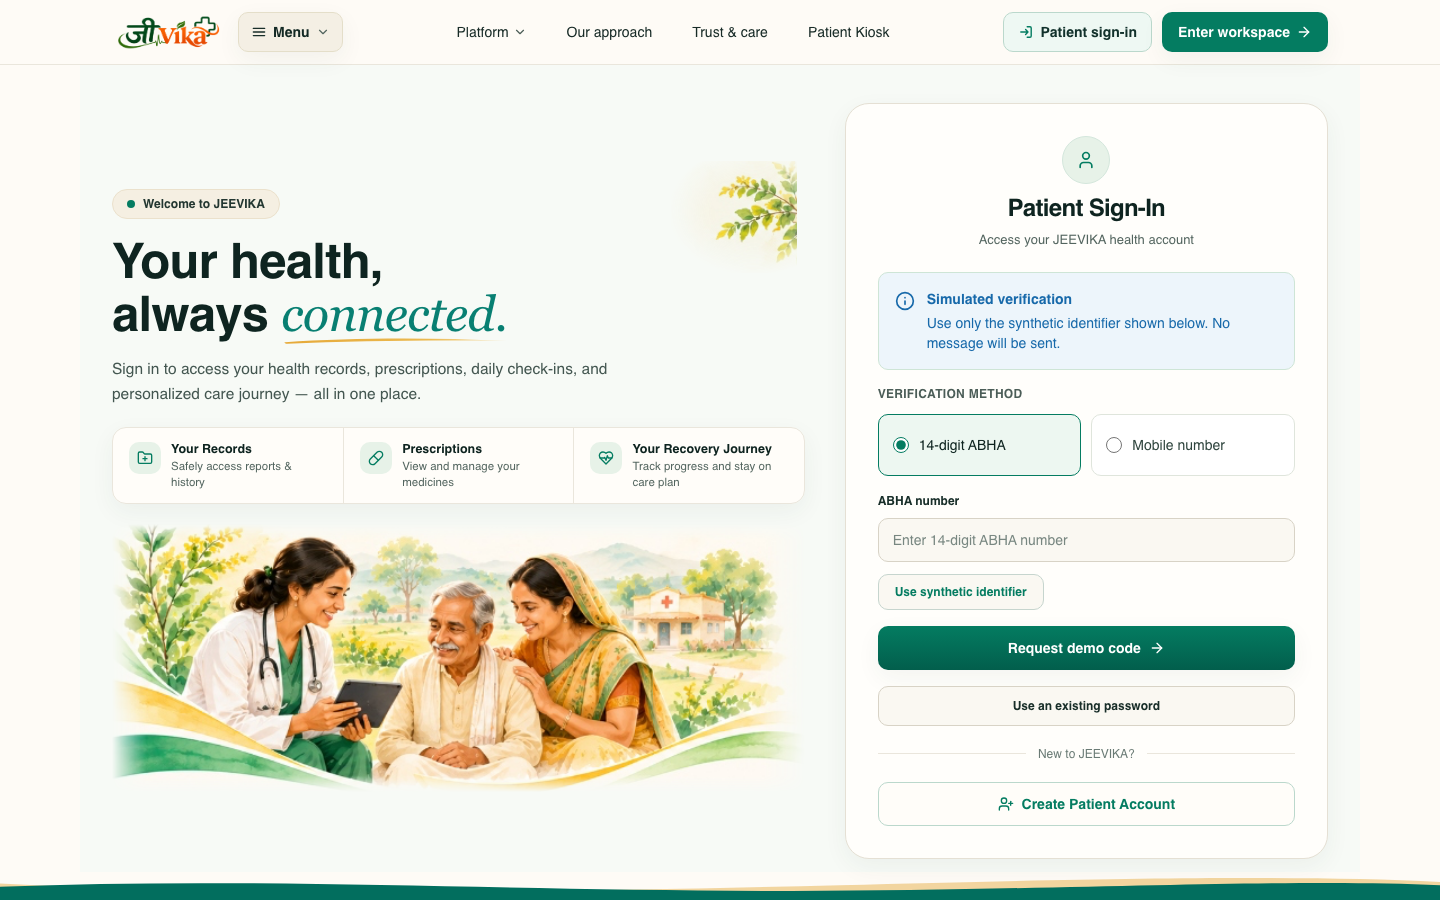 जीvika
Menu
Platform
Our approach
Trust & care
Patient Kiosk
Patient sign-in
Enter workspace
Welcome to JEEVIKA
Your health,
always connected.
Sign in to access your health records, prescriptions, daily check-ins, and
personalized care journey — all in one place.
Your Records
Safely access reports &
history
Prescriptions
View and manage your
medicines
Your Recovery Journey
Track progress and stay on
care plan
Patient Sign-In
Access your JEEVIKA health account
Simulated verification
Use only the synthetic identifier shown below. No
message will be sent.
VERIFICATION METHOD
14-digit ABHA
Mobile number
ABHA number
Enter 14-digit ABHA number
Use synthetic identifier
Request demo code
Use an existing password
New to JEEVIKA?
Create Patient Account